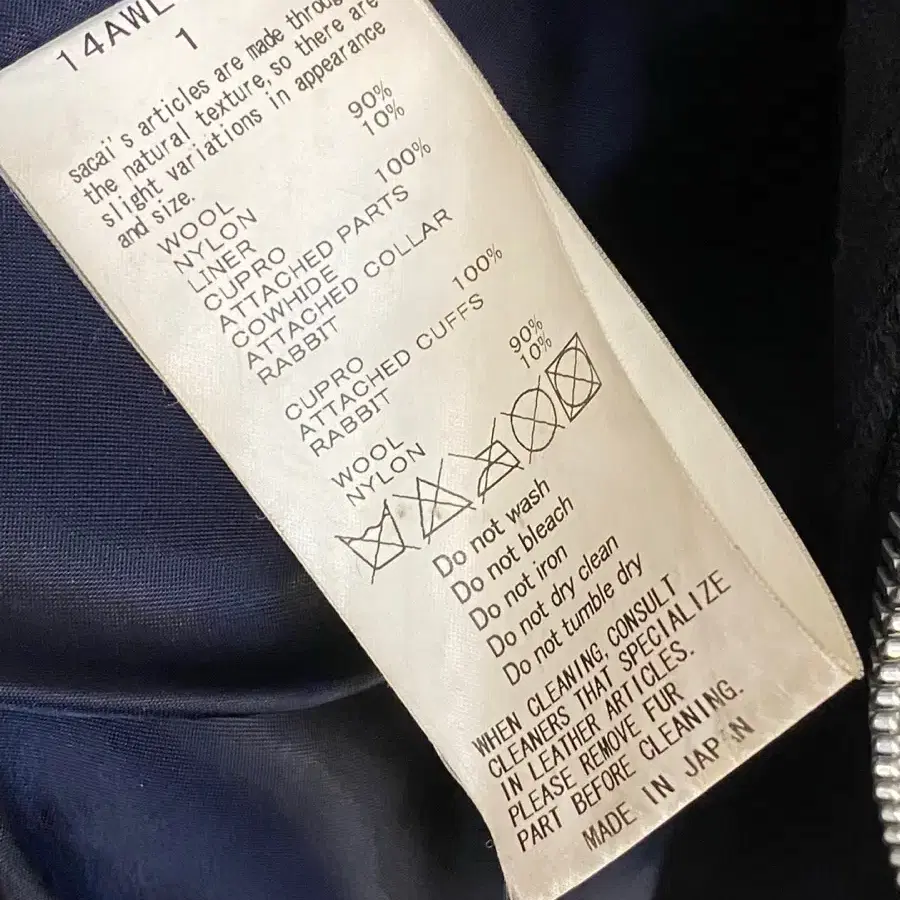 14AWL
1
sacai's articles are made throug
the natural texture, so there are
slight variations in appearance
and size.
WOOL 90%
NYLON 10%
LINER
CUPRO 100%
ATTACHED PARTS
COWHIDE
ATTACHED COLLAR
RABBIT
CUPRO 100%
ATTACHED CUFFS
RABBIT
WOOL 90%
NYLON 10%
Do not wash
Do not bleach
Do not iron
Do not dry clean
Do not tumble dry
WHEN CLEANING, CONSULT
CLEANERS THAT SPECIALIZE
IN LEATHER ARTICLES.
PLEASE REMOVE FUR
PART BEFORE CLEANING.
MADE IN JAPAN